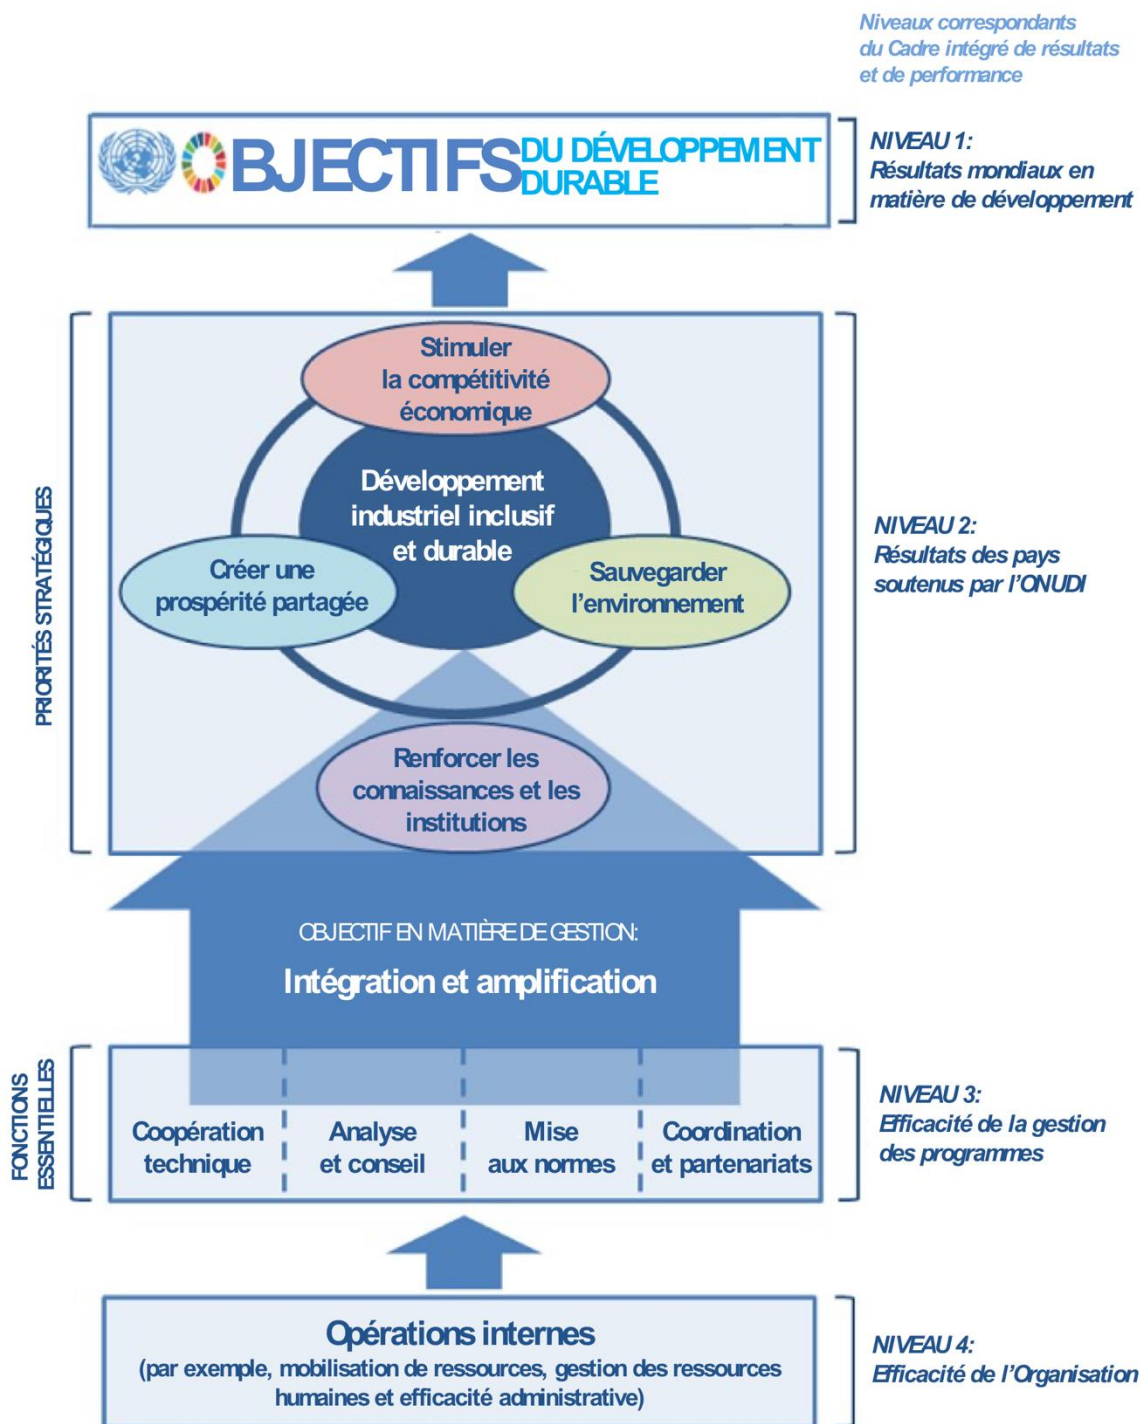 Niveaux correspondants
du Cadre intégré de résultats
et de performance
OBJECTIFS DU DÉVELOPPEMENT
DURABLE
NIVEAU 1:
Résultats mondiaux en
matière de développement
PRIORITÉS STRATÉGIQUES
Stimuler
la compétitivité
économique
Développement
industriel inclusif
et durable
Créer une
prospérité partagée
Sauvegarder
l'environnement
Renforcer les
connaissances et les
institutions
NIVEAU 2:
Résultats des pays
soutenus par l'ONUDI
OBJECTIF EN MATIÈRE DE GESTION:
Intégration et amplification
FONCTIONS
ESSENTIELLES
Coopération
technique
Analyse
et conseil
Mise
aux normes
Coordination
et partenariats
NIVEAU 3:
Efficacité de la gestion
des programmes
Opérations internes
(par exemple, mobilisation de ressources, gestion des ressources
humaines et efficacité administrative)
NIVEAU 4:
Efficacité de l'Organisation